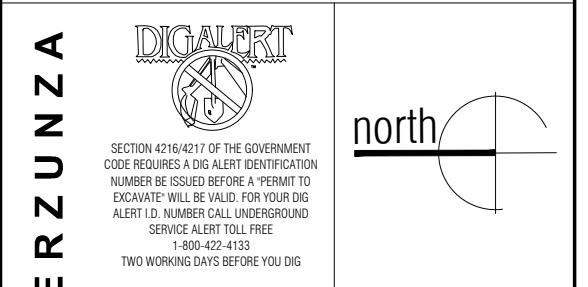 ERZUNZA
DIGALERT
™
SECTION 4216/4217 OF THE GOVERNMENT
CODE REQUIRES A DIG ALERT IDENTIFICATION
NUMBER BE ISSUED BEFORE A "PERMIT TO
EXCAVATE" WILL BE VALID. FOR YOUR DIG
ALERT I.D. NUMBER CALL UNDERGROUND
SERVICE ALERT TOLL FREE
1-800-422-4133
TWO WORKING DAYS BEFORE YOU DIG
north